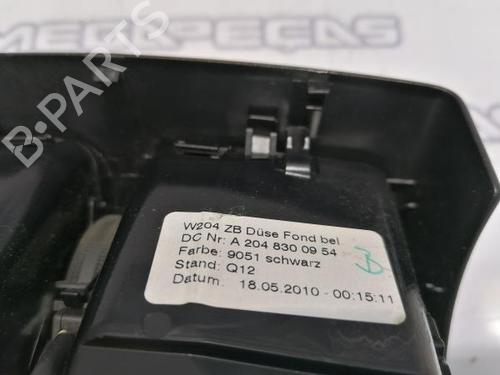 MECAPEÇAS
B-PARTS
W204 ZB Düse Fond bel
DC Nr: A 204 830 09 54
Farbe: 9051 schwarz
Stand: Q12
Datum. 18.05.2010 - 00:15:11